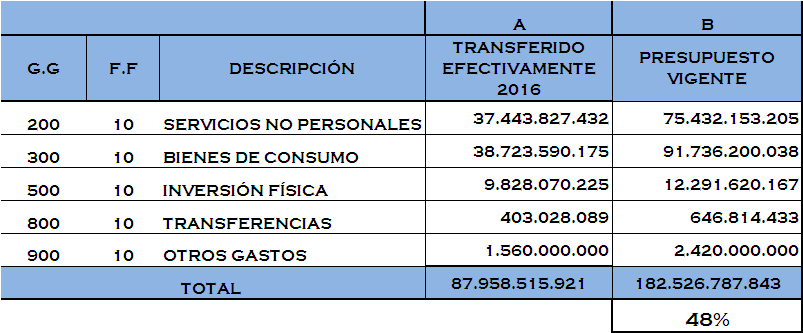 A B
G.G F.F DESCRIPCIÓN TRANSFERIDO EFECTIVAMENTE 2016 PRESUPUESTO VIGENTE
200 10 SERVICIOS NO PERSONALES 37.443.827.432 75.432.153.205
300 10 BIENES DE CONSUMO 38.723.590.175 91.736.200.038
500 10 INVERSIÓN FÍSICA 9.828.070.225 12.291.620.167
800 10 TRANSFERENCIAS 403.028.089 646.814.433
900 10 OTROS GASTOS 1.560.000.000 2.420.000.000
TOTAL 87.958.515.921 182.526.787.843
48%